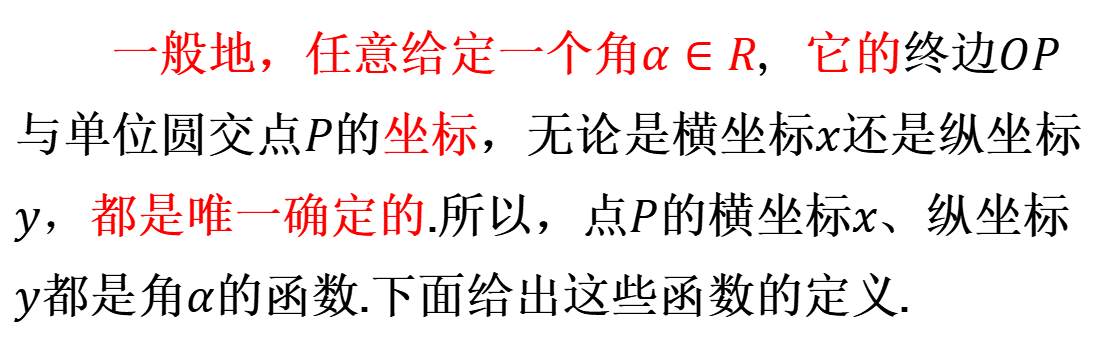 一般地，任意给定一个角α ∈ R，它的终边OP
与单位圆交点P的坐标，无论是横坐标x还是纵坐标
y，都是唯一确定的.所以，点P的横坐标x、纵坐标
y都是角α的函数.下面给出这些函数的定义.